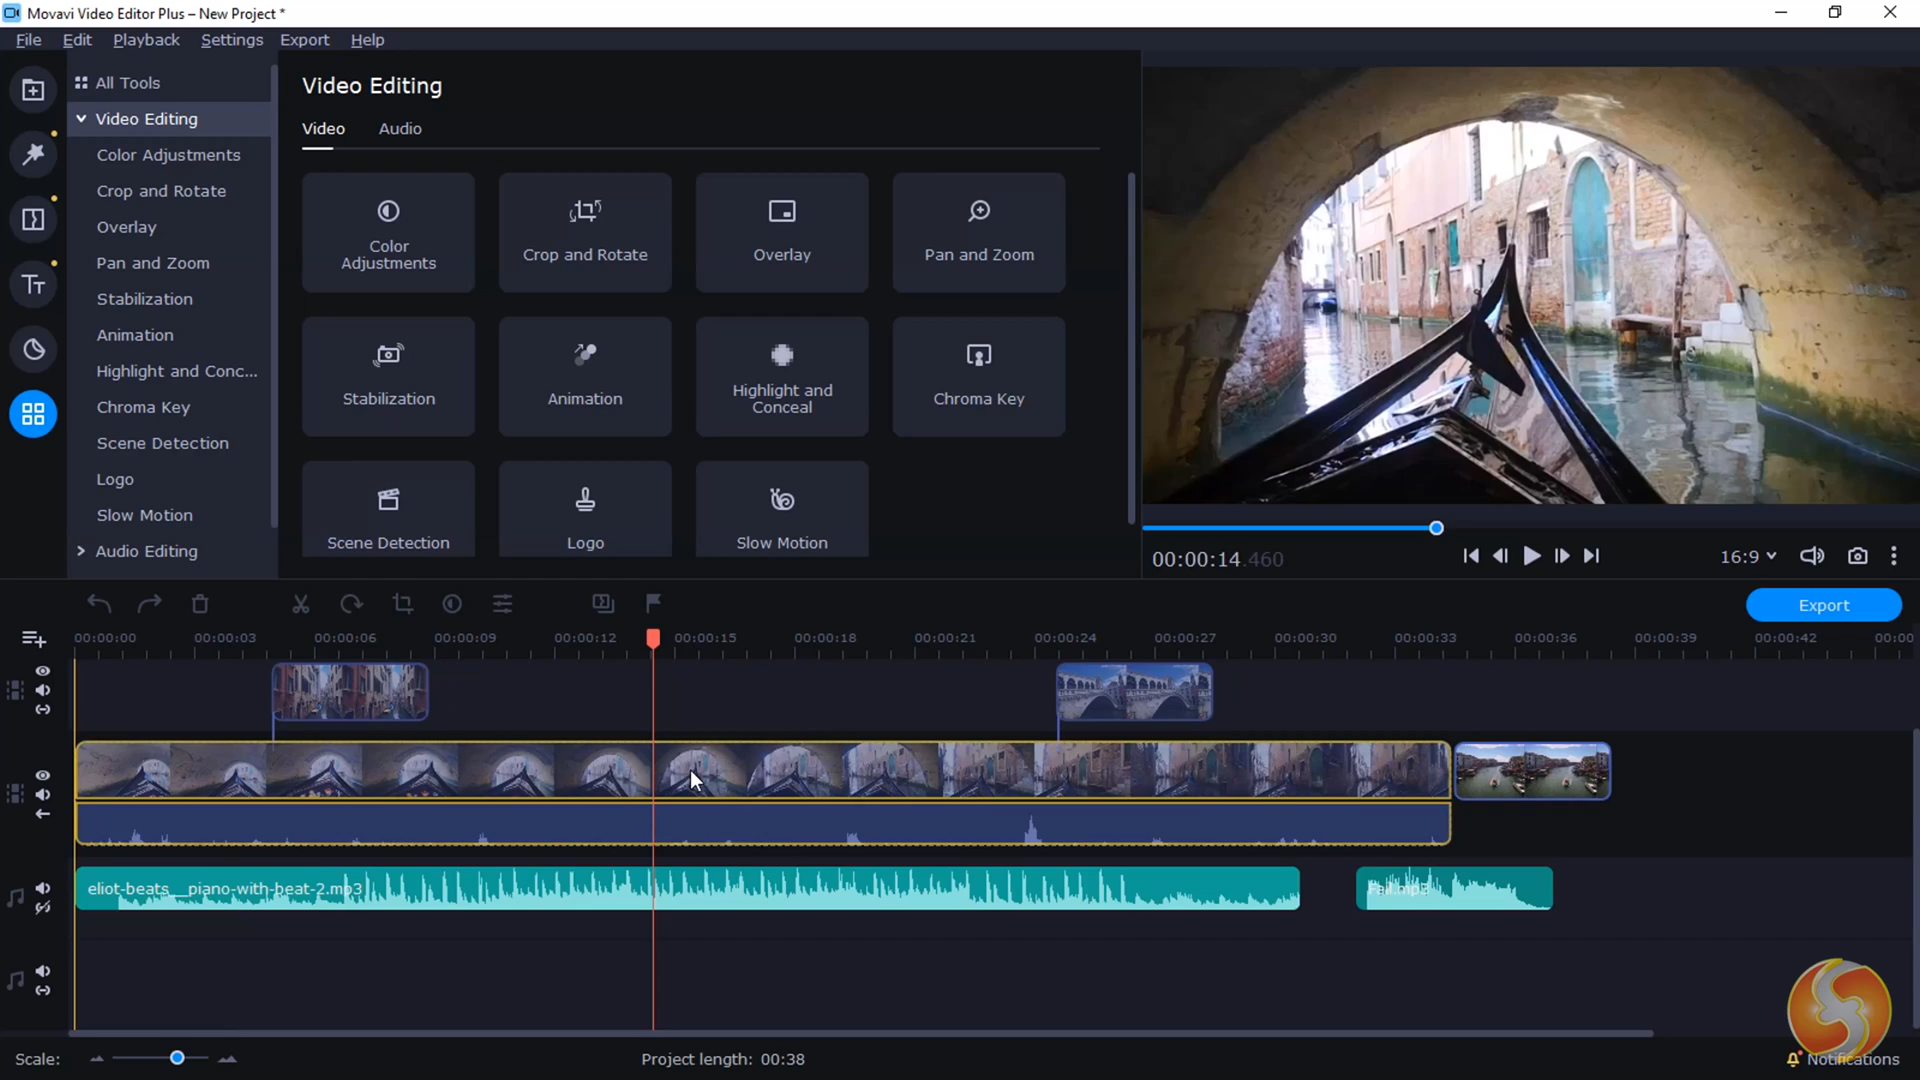 Movavi Video Editor Plus – New Project *
File Edit Playback Settings Export Help
All Tools
Video Editing
Color Adjustments
Crop and Rotate
Overlay
Pan and Zoom
Stabilization
Animation
Highlight and Conc...
Chroma Key
Scene Detection
Logo
Slow Motion
Audio Editing
Video Editing
Video Audio
Color
Adjustments
Crop and Rotate
Overlay
Pan and Zoom
Stabilization
Animation
Highlight and
Conceal
Chroma Key
Scene Detection
Logo
Slow Motion
00:00:14.460
16:9
Export
00:00:00 00:00:03 00:00:06 00:00:09 00:00:12 00:00:15 00:00:18 00:00:21 00:00:24 00:00:27 00:00:30 00:00:33 00:00:36 00:00:39 00:00:42 00:00
eliot-beats__piano-with-beat-2.mp3
Fail.mp3
Scale:
Project length: 00:38
Notifications